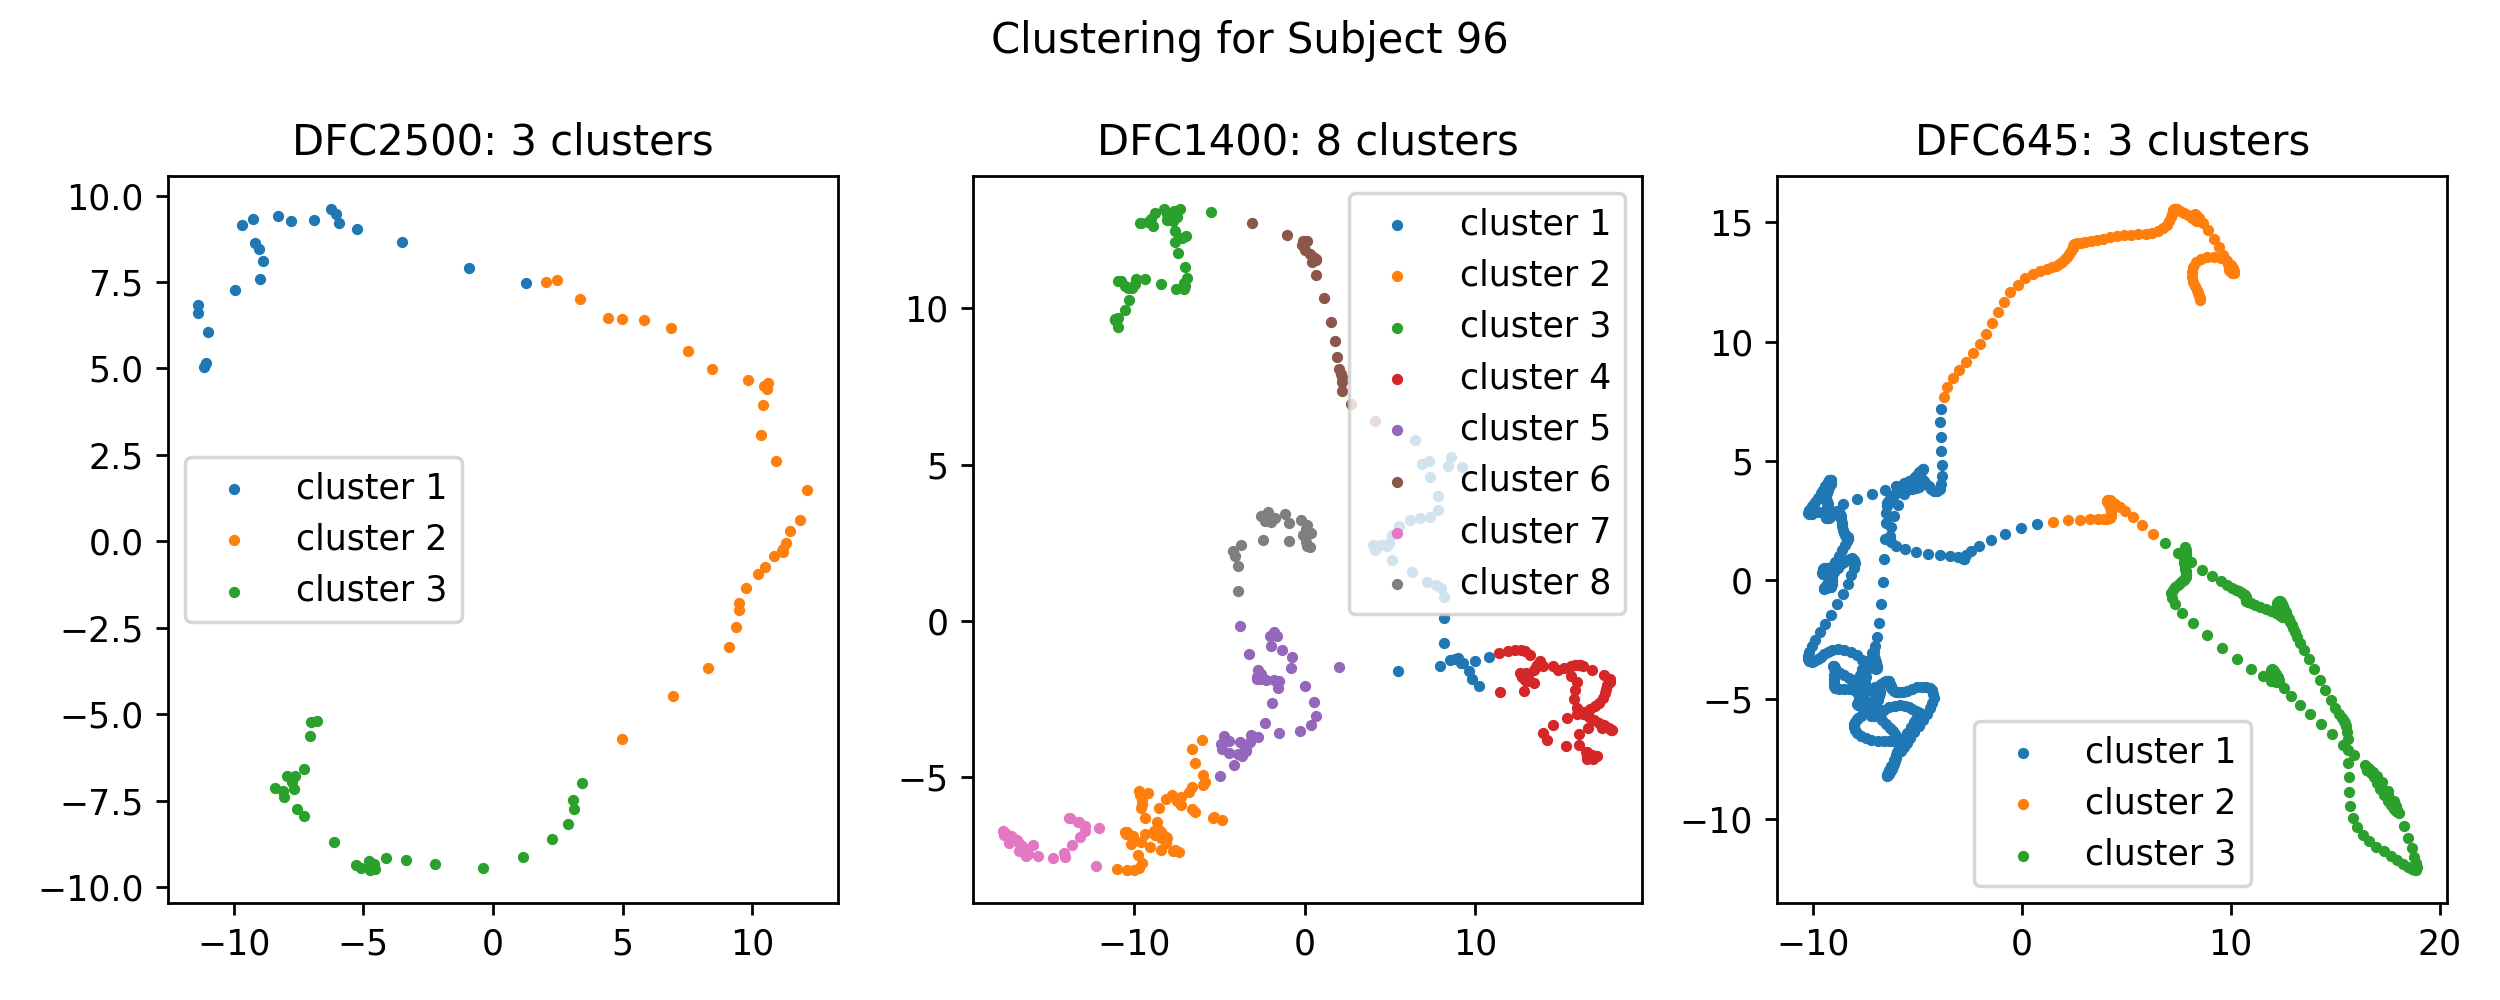 Clustering for Subject 96
DFC2500: 3 clusters
10.0
7.5
5.0
2.5
0.0
−2.5
−5.0
−7.5
−10.0
−10
−5
0
5
10
cluster 1
cluster 2
cluster 3
DFC1400: 8 clusters
10
5
0
−5
−10
0
10
cluster 1
cluster 2
cluster 3
cluster 4
cluster 5
cluster 6
cluster 7
cluster 8
DFC645: 3 clusters
15
10
5
0
−5
−10
−10
0
10
20
cluster 1
cluster 2
cluster 3